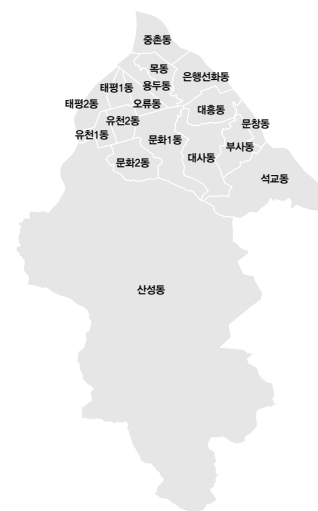 중촌동
목동
은행선화동
태평1동
용두동
태평2동
오류동
대흥동
유천2동
문창동
유천1동
문화1동
부사동
문화2동
대사동
석교동
산성동